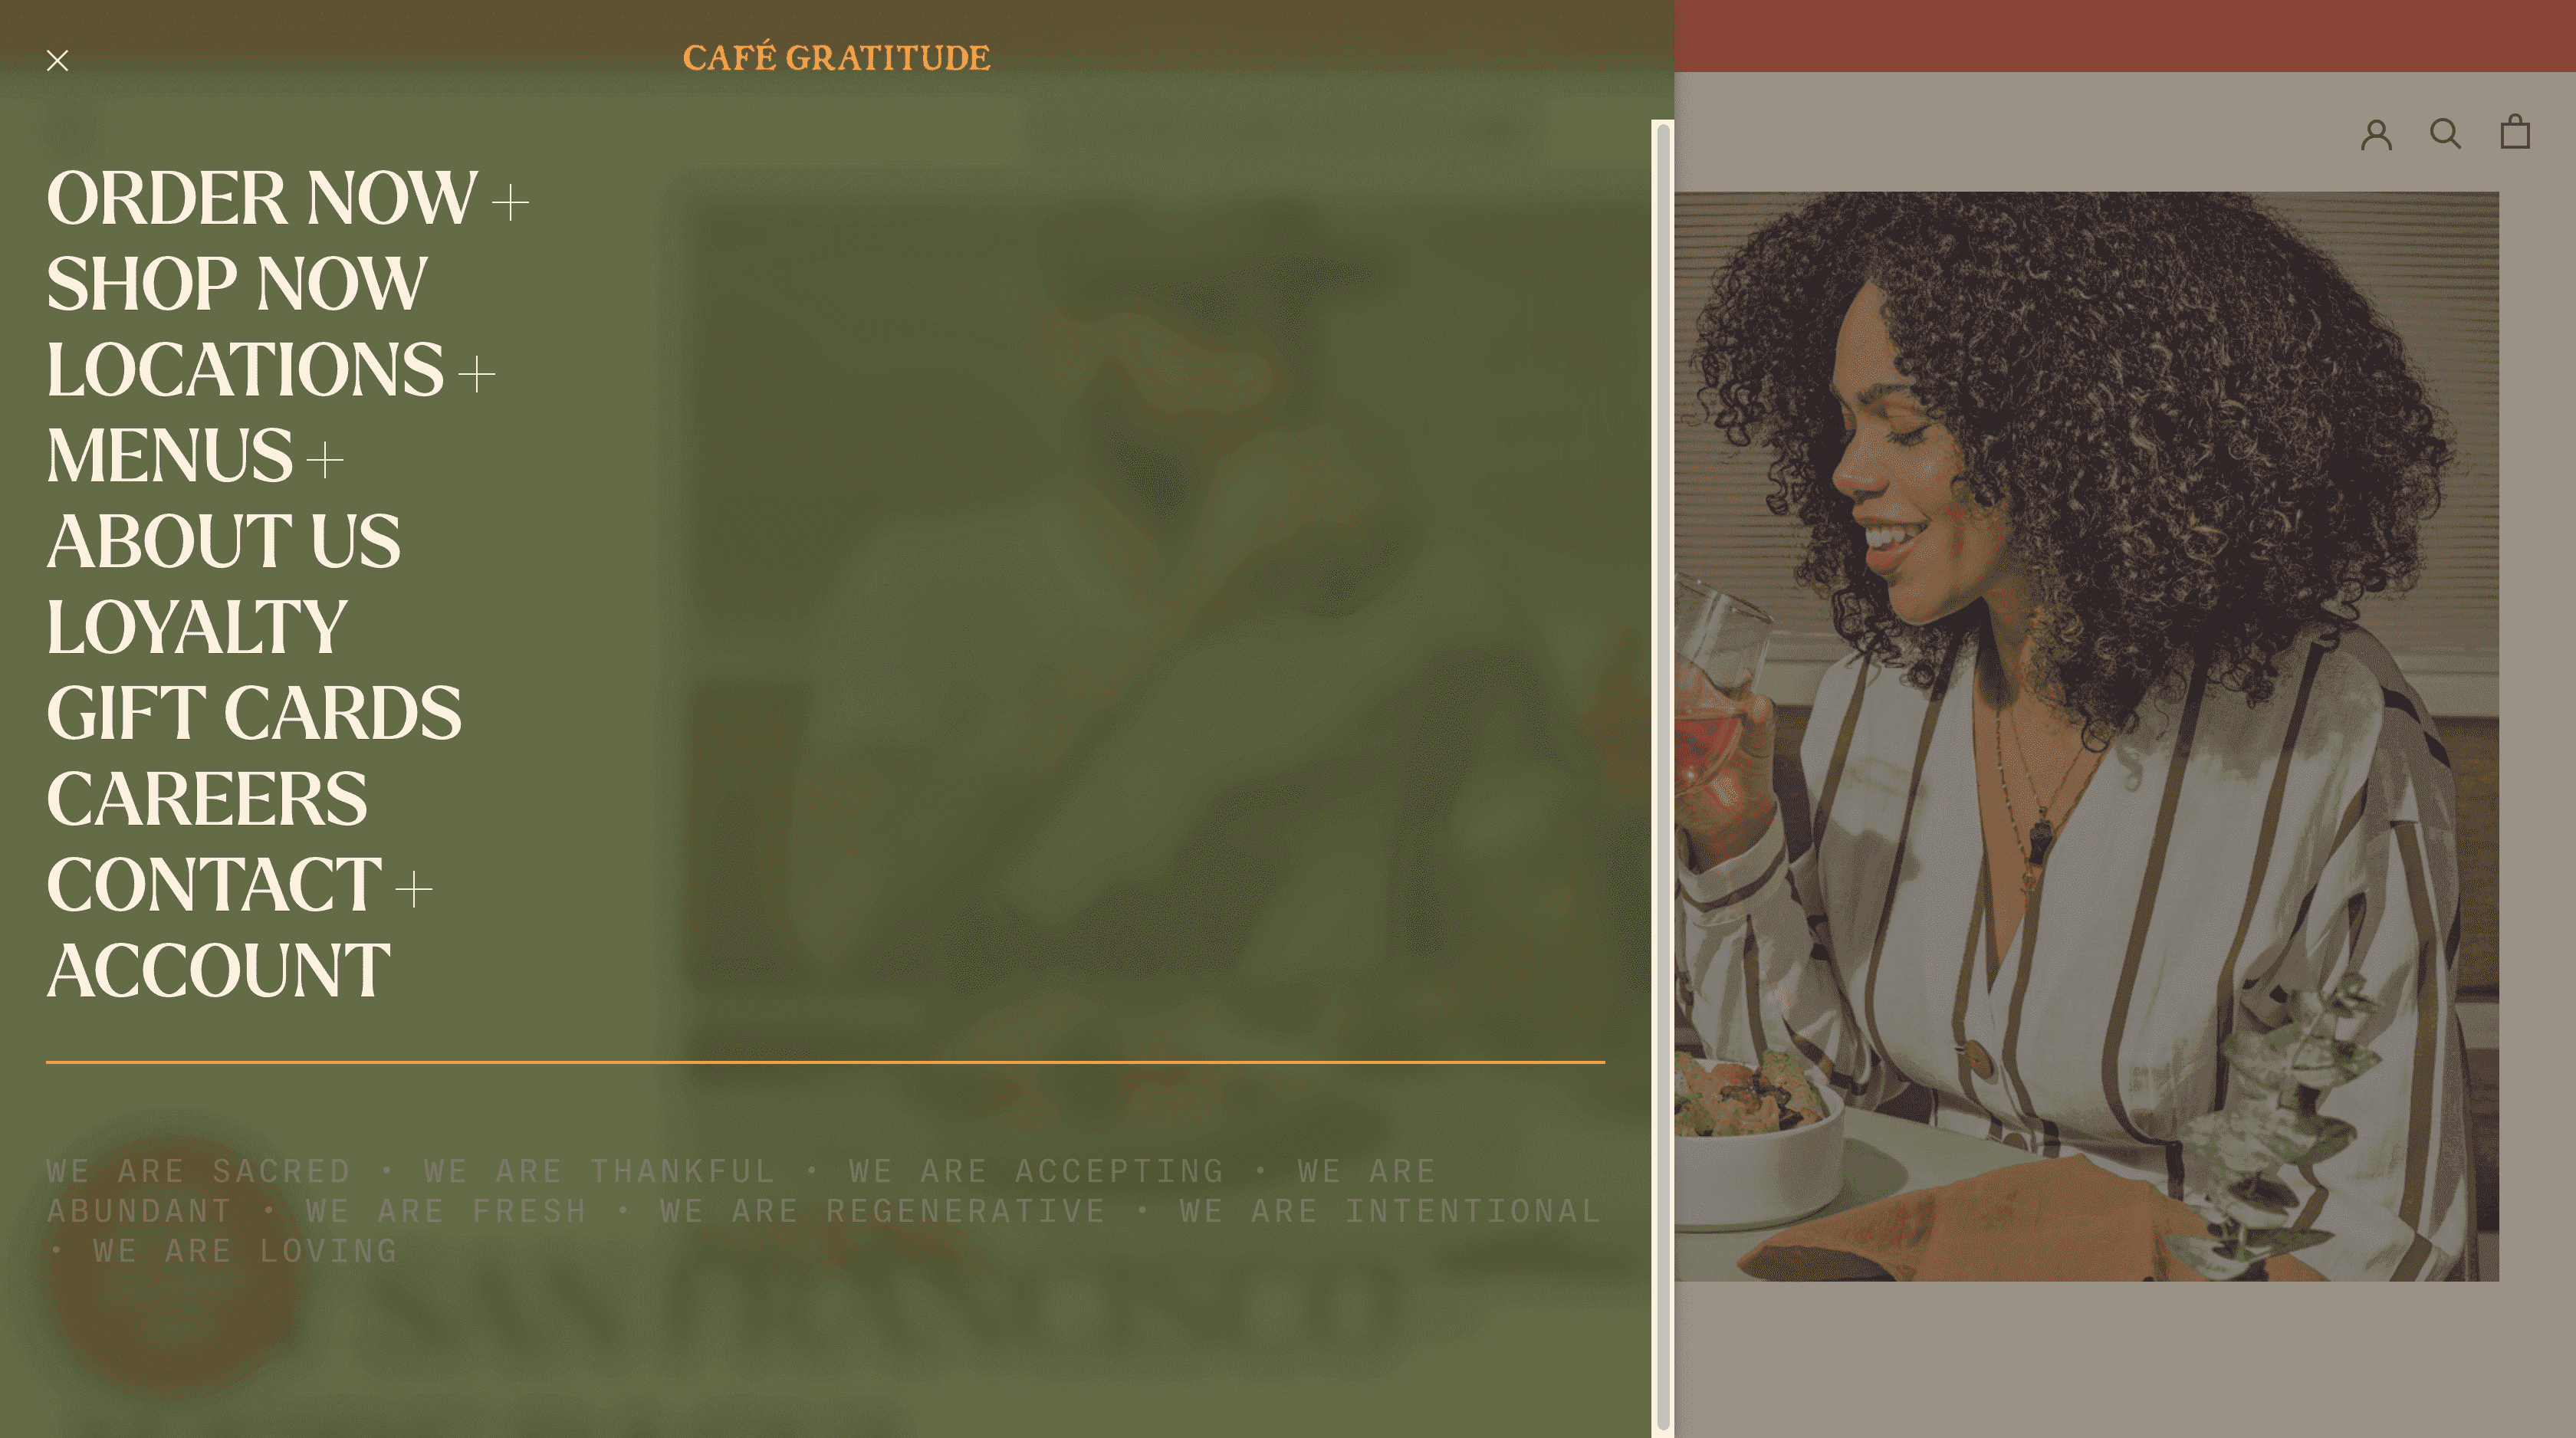 CAFÉ GRATITUDE
ORDER NOW +
SHOP NOW
LOCATIONS +
MENUS +
ABOUT US
LOYALTY
GIFT CARDS
CAREERS
CONTACT +
ACCOUNT
WE ARE SACRED • WE ARE THANKFUL • WE ARE ACCEPTING • WE ARE
ABUNDANT • WE ARE FRESH • WE ARE REGENERATIVE • WE ARE INTENTIONAL
• WE ARE LOVING
SAN FRANCISCO